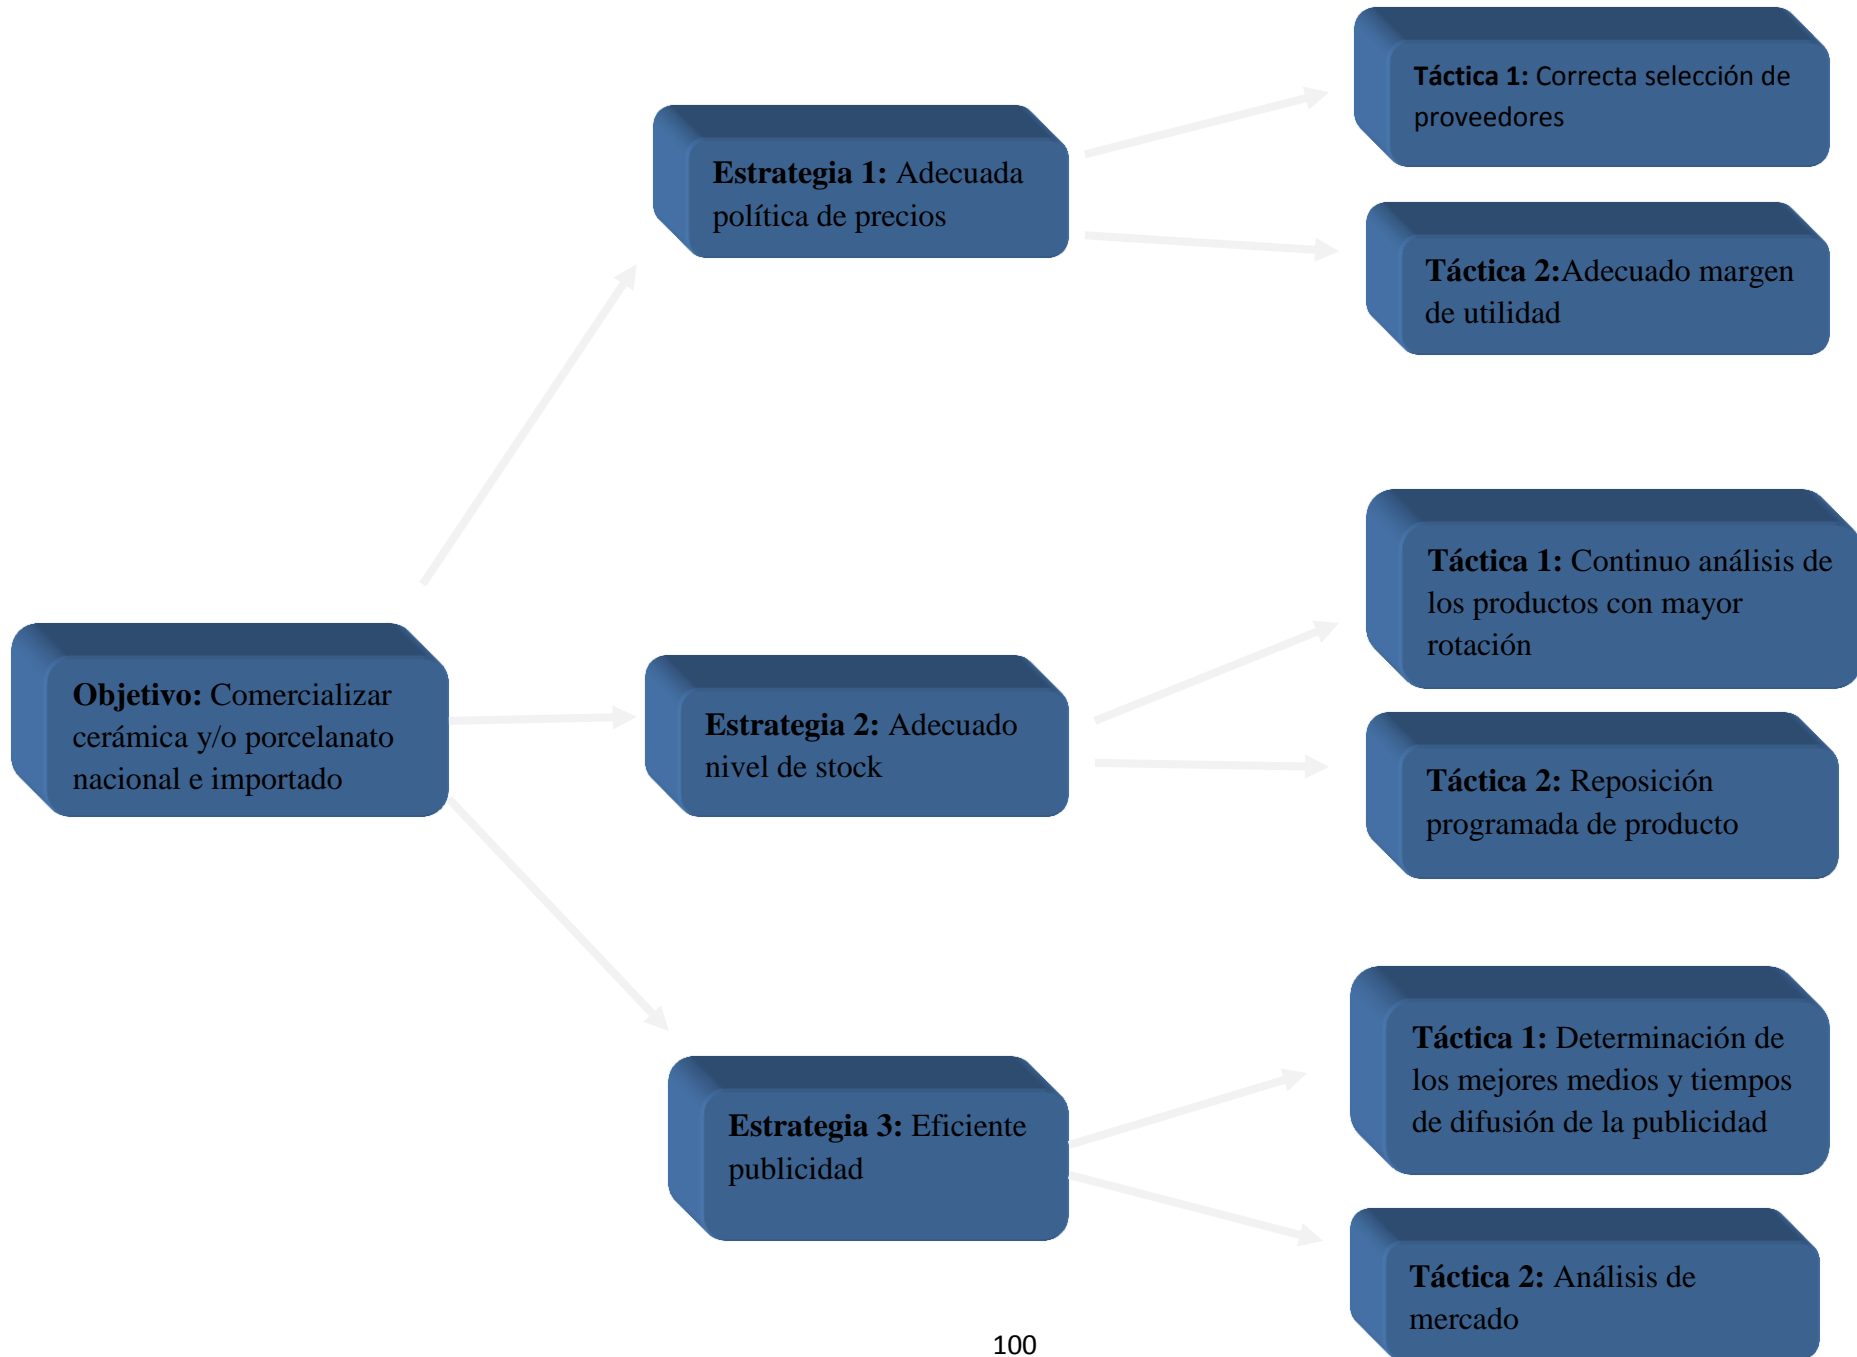 Objetivo: Comercializar
cerámica y/o porcelanato
nacional e importado
Estrategia 1: Adecuada
política de precios
Táctica 1: Correcta selección de
proveedores
Táctica 2:Adecuado margen
de utilidad
Estrategia 2: Adecuado
nivel de stock
Táctica 1: Continuo análisis de
los productos con mayor
rotación
Táctica 2: Reposición
programada de producto
Estrategia 3: Eficiente
publicidad
Táctica 1: Determinación de
los mejores medios y tiempos
de difusión de la publicidad
Táctica 2: Análisis de
mercado
100